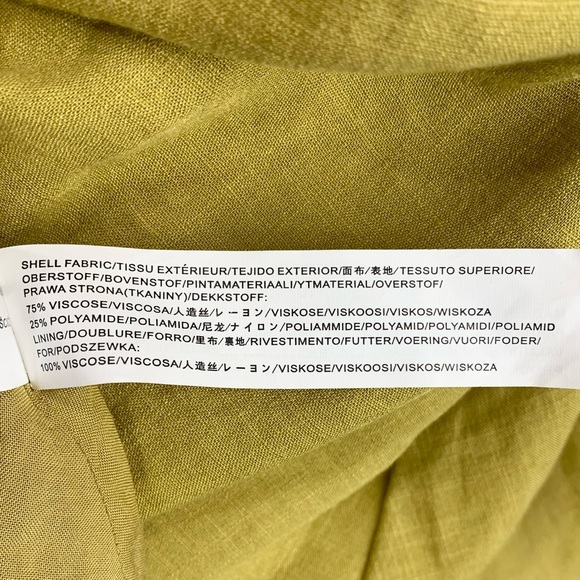 SHELL FABRIC/TISSU EXTÉRIEUR/TEJIDO EXTERIOR/面布/表地/TESSUTO SUPERIORE/
OBERSTOFF/BOVENSTOF/PINTAMATERIAALI/YTMATERIAL/OVERSTOF/
PRAWA STRONA(TKANINY)/DEKKSTOFF:
75% VISCOSE/VISCOSA/人造丝/レーヨン/VISKOSE/VISKOOSI/VISKOS/WISKOZA
25% POLYAMIDE/POLIAMIDA/尼龙/ナイロン/POLIAMMIDE/POLYAMID/POLYAMIDI/POLIAMID
LINING/DOUBLURE/FORRO/里布/裏地/RIVESTIMENTO/FUTTER/VOERING/VUORI/FODER/
FOR/PODSZEWKA:
100% VISCOSE/VISCOSA/人造丝/レーヨン/VISKOSE/VISKOOSI/VISKOS/WISKOZA